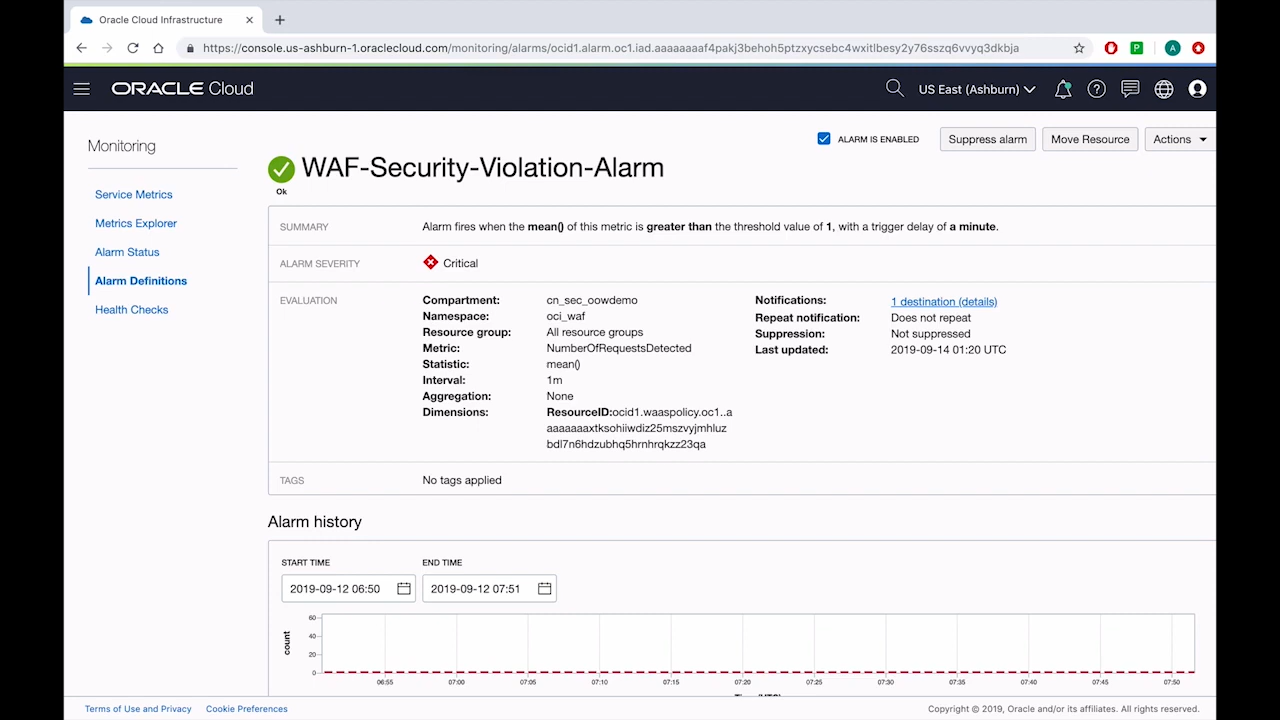 Oracle Cloud Infrastructure
https://console.us-ashburn-1.oraclecloud.com/monitoring/alarms/ocid1.alarm.oc1.iad.aaaaaaaaf4pakj3behoh5ptzxycsebc4wxitlbesy2y76sszq6vvyq3dkbja
P
A
ORACLE Cloud
US East (Ashburn)
Monitoring
Service Metrics
Metrics Explorer
Alarm Status
Alarm Definitions
Health Checks
ALARM IS ENABLED
Suppress alarm
Move Resource
Actions
WAF-Security-Violation-Alarm
Ok
SUMMARY
Alarm fires when the mean() of this metric is greater than the threshold value of 1, with a trigger delay of a minute.
ALARM SEVERITY
Critical
EVALUATION
Compartment: cn_sec_oowdemo
Namespace: oci_waf
Resource group: All resource groups
Metric: NumberOfRequestsDetected
Statistic: mean()
Interval: 1m
Aggregation: None
Dimensions: ResourceID:ocid1.waaspolicy.oc1..a
aaaaaaaxtksohiiwdiz25mszvyjmhluz
bdl7n6hdzubhq5hrnhrqkzz23qa
Notifications: 1 destination (details)
Repeat notification: Does not repeat
Suppression: Not suppressed
Last updated: 2019-09-14 01:20 UTC
TAGS
No tags applied
Alarm history
START TIME
END TIME
2019-09-12 06:50
2019-09-12 07:51
count
60
40
20
0
06:55 07:00 07:05 07:10 07:15 07:20 07:25 07:30 07:35 07:40 07:45 07:50
Time (UTC)
Terms of Use and Privacy
Cookie Preferences
Copyright © 2019, Oracle and/or its affiliates. All rights reserved.